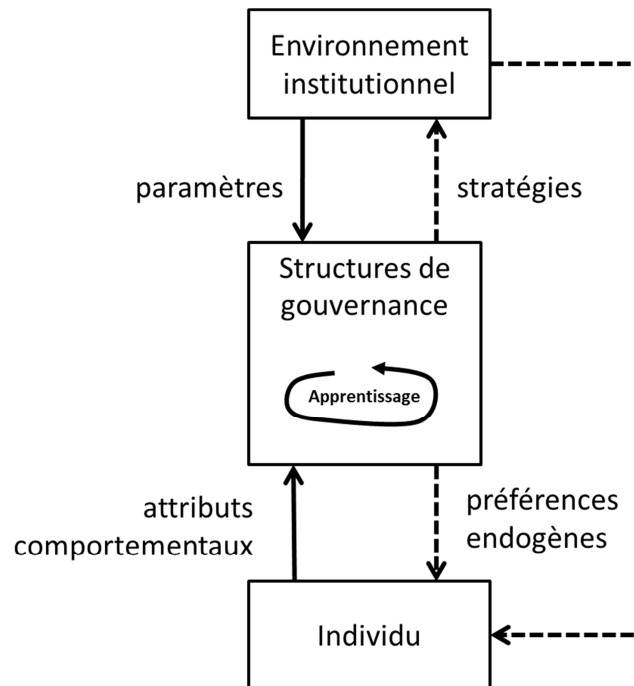 Environnement
institutionnel
paramètres
stratégies
Structures de
gouvernance
Apprentissage
attributs
comportementaux
préférences
endogènes
Individu